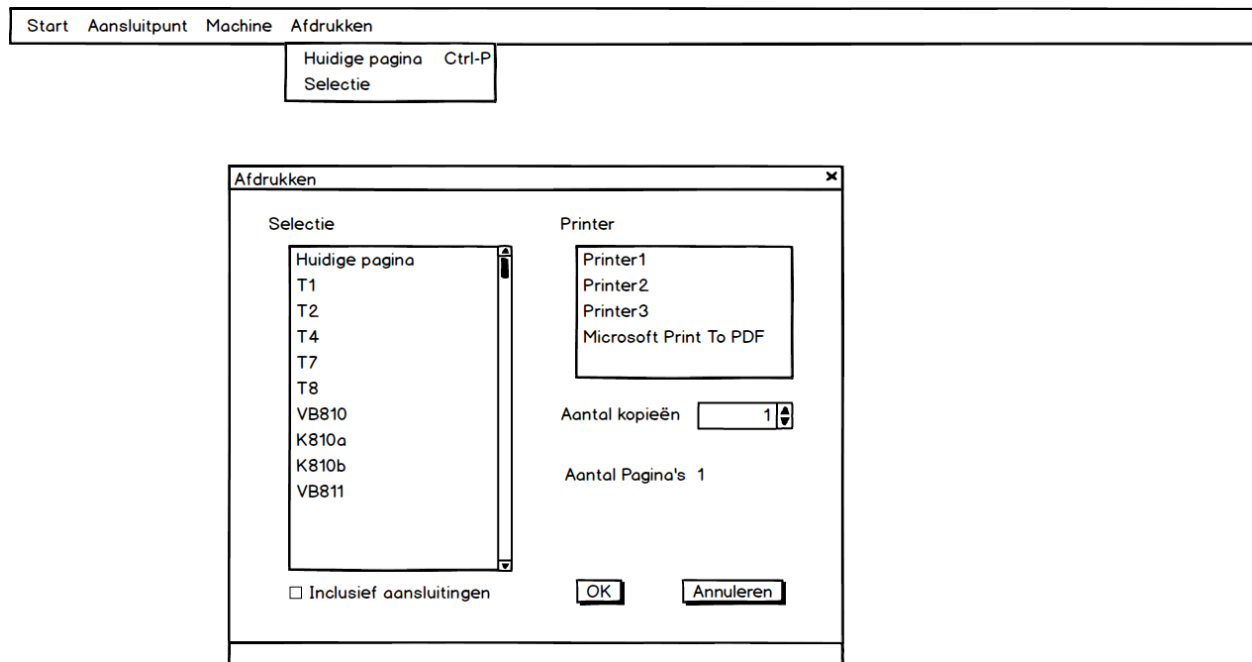 Start Aansluitpunt Machine Afdrukken
Huidige pagina Ctrl-P
Selectie
Afdrukken
Selectie
Huidige pagina
T1
T2
T4
T7
T8
VB810
K810a
K810b
VB811
Inclusief aansluitingen
Printer
Printer1
Printer2
Printer3
Microsoft Print To PDF
Aantal kopieën 1
Aantal Pagina's 1
OK Annuleren